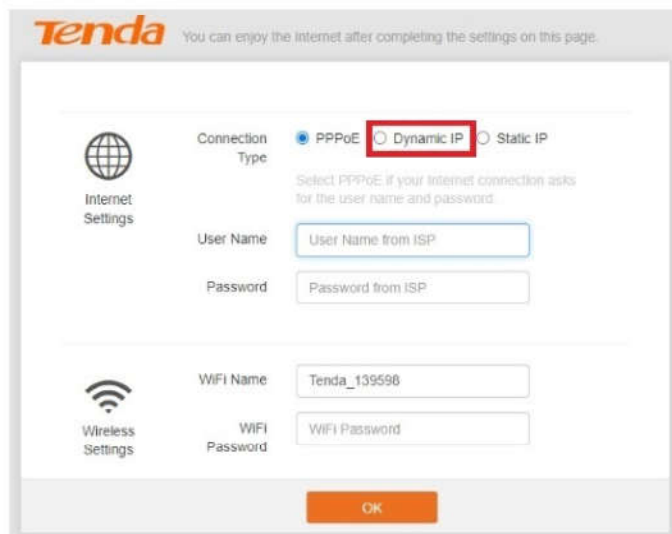 Tenda You can enjoy the Internet after completing the settings on this page.
Connection Type
PPPoE Dynamic IP Static IP
Select PPPoE if your Internet connection asks
for the user name and password.
Internet
Settings
User Name
User Name from ISP
Password
Password from ISP
WiFi Name
Tenda_139598
Wireless
Settings
WiFi
Password
WiFi Password
OK